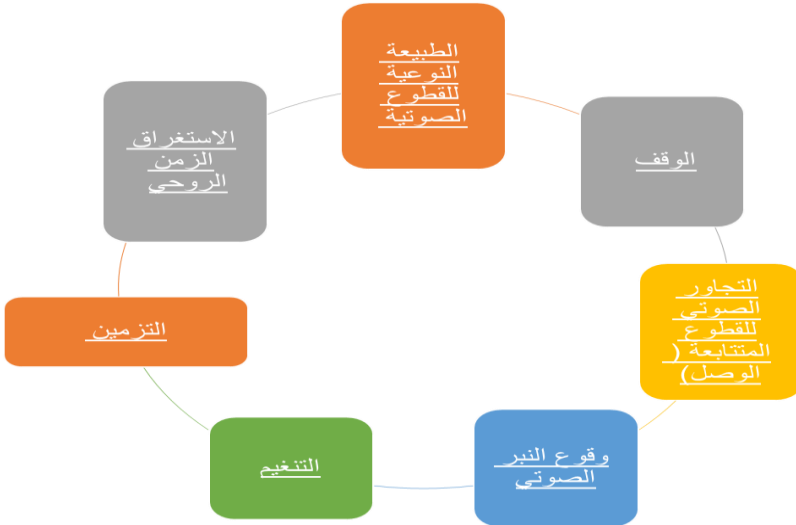 الطبيعة
النوعية
للقطوع
الصوتية
الوقف
التجاور
الصوتي
للقطوع
المتتابعة (
الوصل)
وقوع النبر
الصوتي
التنغيم
التزمين
الاستغراق
الزمن
الروحي